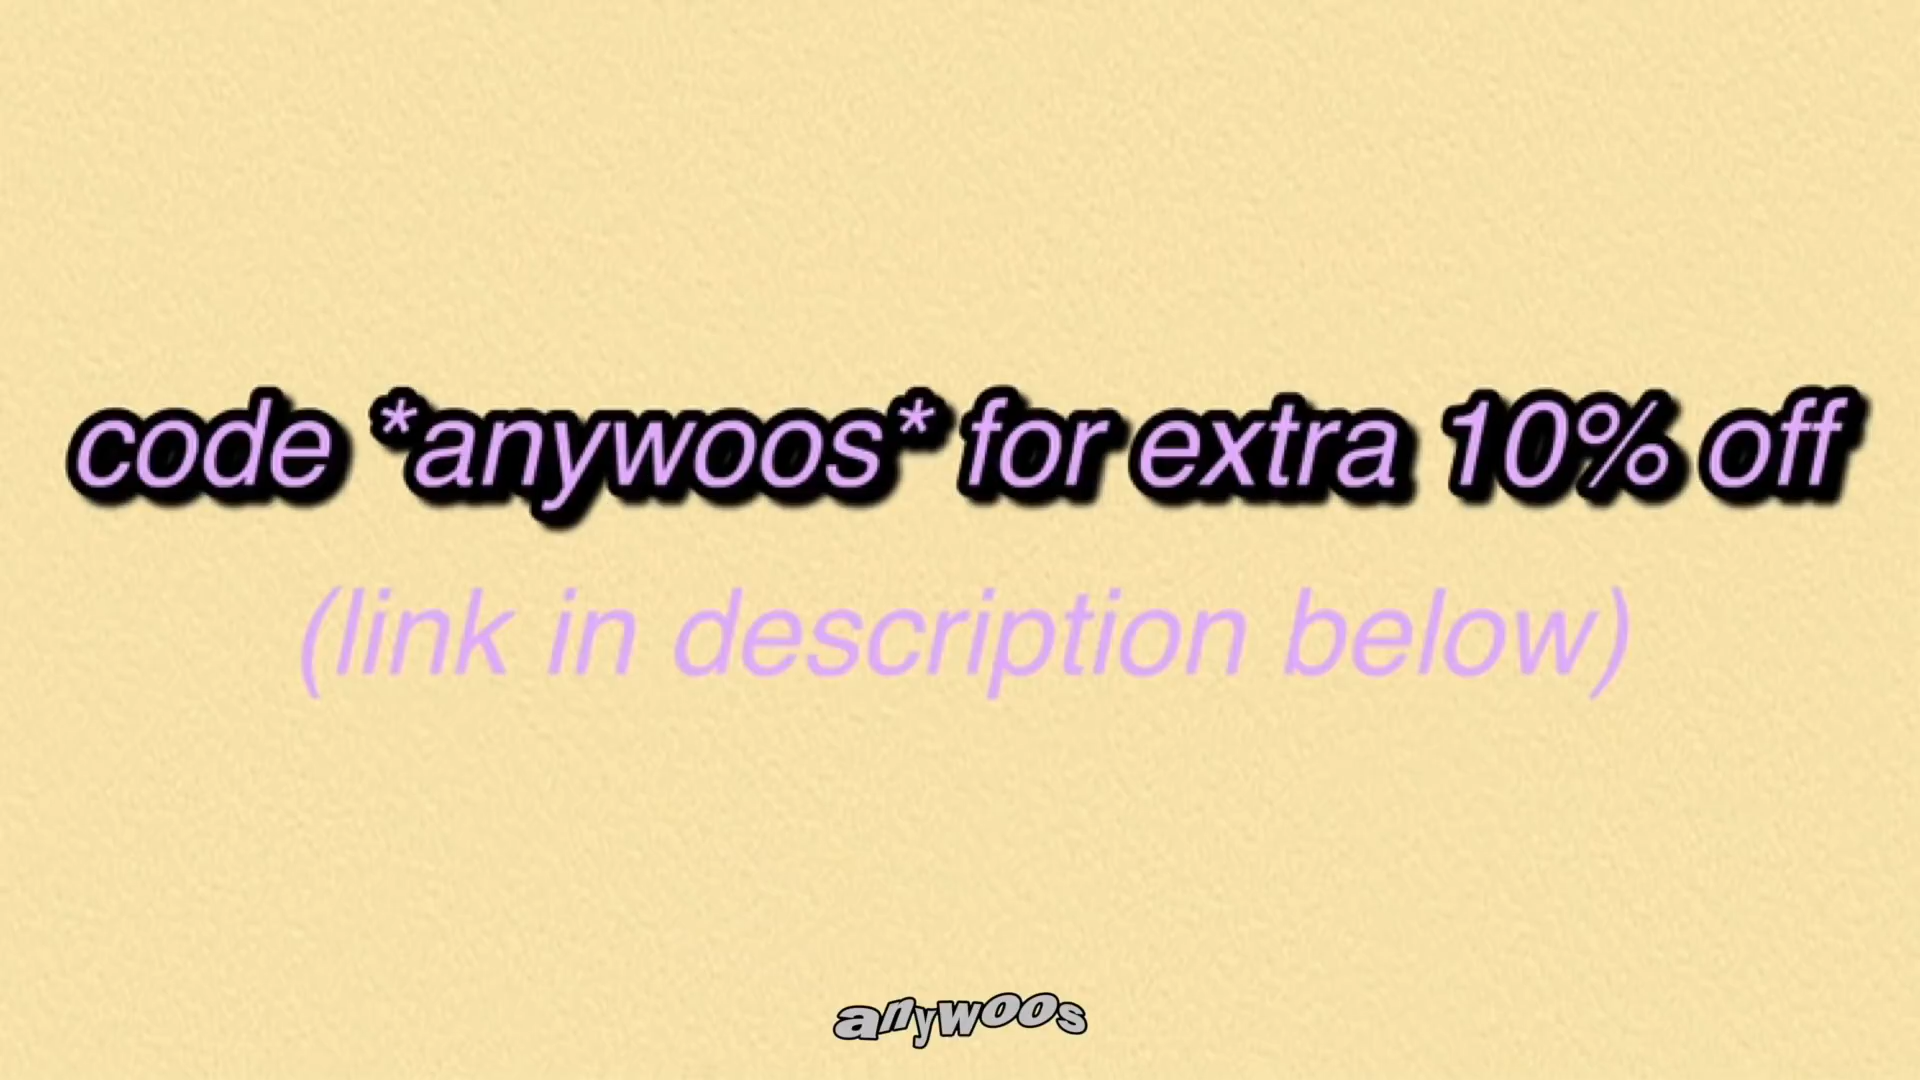 code *anywoos* for extra 10% off
(link in description below)
anywoos